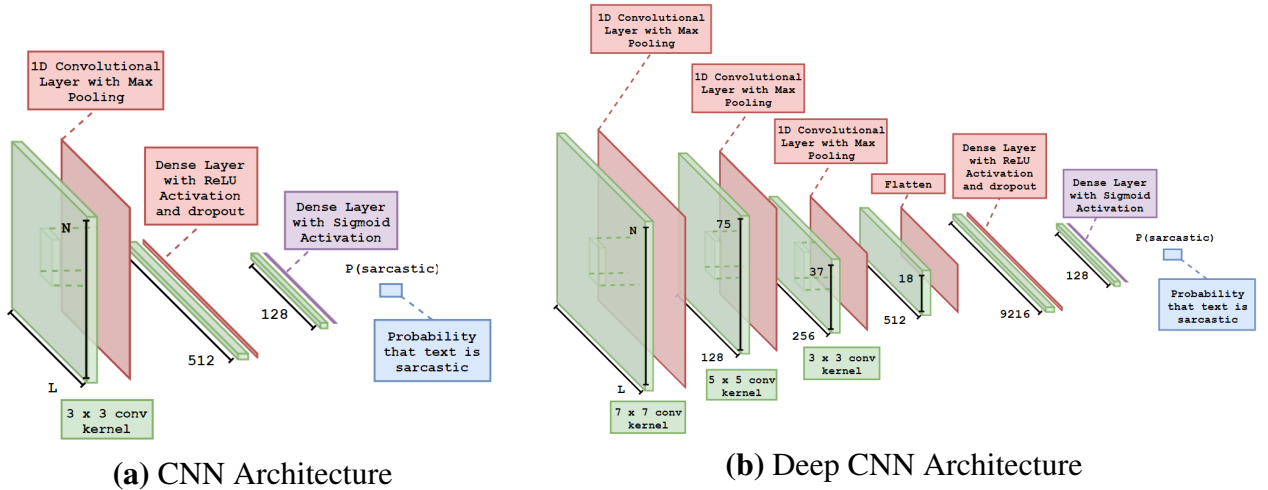 1D Convolutional
Layer with Max
Pooling
Dense Layer
with ReLU
Activation
and dropout
Dense Layer
with Sigmoid
Activation
P(sarcastic)
N
128
512
L
Probability
that text is
sarcastic
3 x 3 conv
kernel
(a) CNN Architecture
1D Convolutional
Layer with Max
Pooling
1D Convolutional
Layer with Max
Pooling
1D Convolutional
Layer with Max
Pooling
Flatten
Dense Layer
with ReLU
Activation
and dropout
Dense Layer
with Sigmoid
Activation
P(sarcastic)
N
75
37
18
L
128
256
512
9216
128
Probability
that text is
sarcastic
7 x 7 conv
kernel
5 x 5 conv
kernel
3 x 3 conv
kernel
(b) Deep CNN Architecture